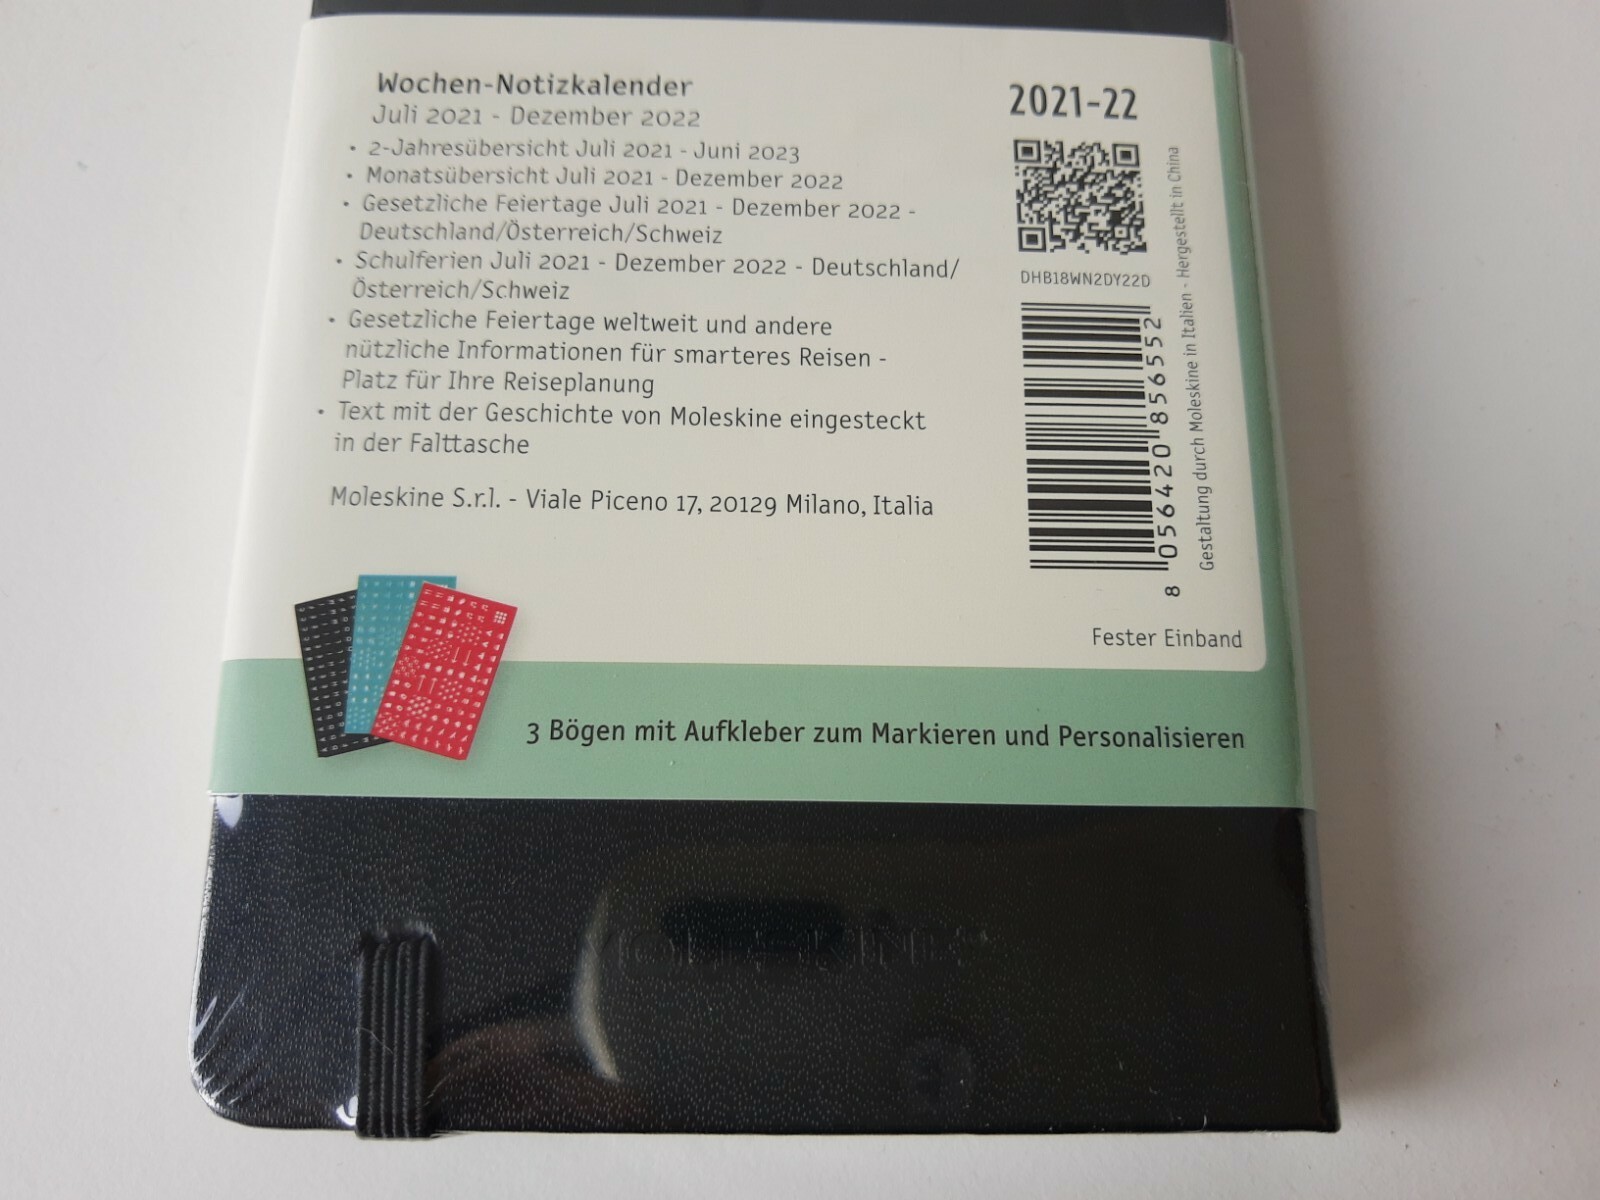 Wochen-Notizkalender
Juli 2021 - Dezember 2022
• 2-Jahresübersicht Juli 2021 - Juni 2023
• Monatsübersicht Juli 2021 - Dezember 2022
• Gesetzliche Feiertage Juli 2021 - Dezember 2022 -
Deutschland/Österreich/Schweiz
• Schulferien Juli 2021 - Dezember 2022 - Deutschland/
Österreich/Schweiz
• Gesetzliche Feiertage weltweit und andere
nützliche Informationen für smarteres Reisen -
Platz für Ihre Reiseplanung
• Text mit der Geschichte von Moleskine eingesteckt
in der Falttasche
Moleskine S.r.l. - Viale Piceno 17, 20129 Milano, Italia
2021-22
DHB18WN2DY22D
8 056420 856552
Gestaltung durch Moleskine in Italien - Hergestellt in China
Fester Einband
3 Bögen mit Aufkleber zum Markieren und Personalisieren
MOLESKINE